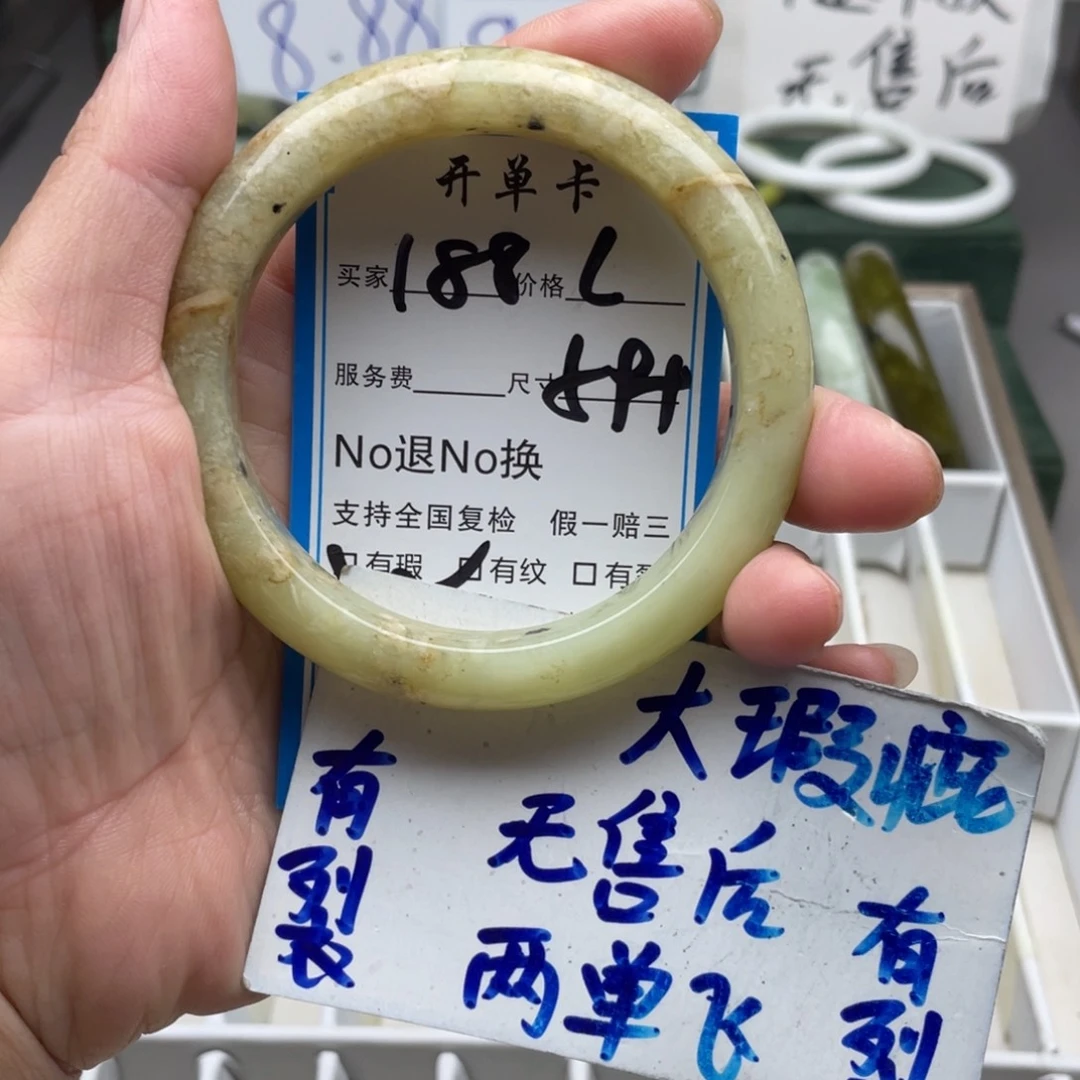 8.88
无售后
开单卡
买家 188 价格 L
服务费 尺寸
No退No换
支持全国复检 假一赔三
有瑕 有纹 有
大瑕疵
有裂
无售后
两单飞
有裂